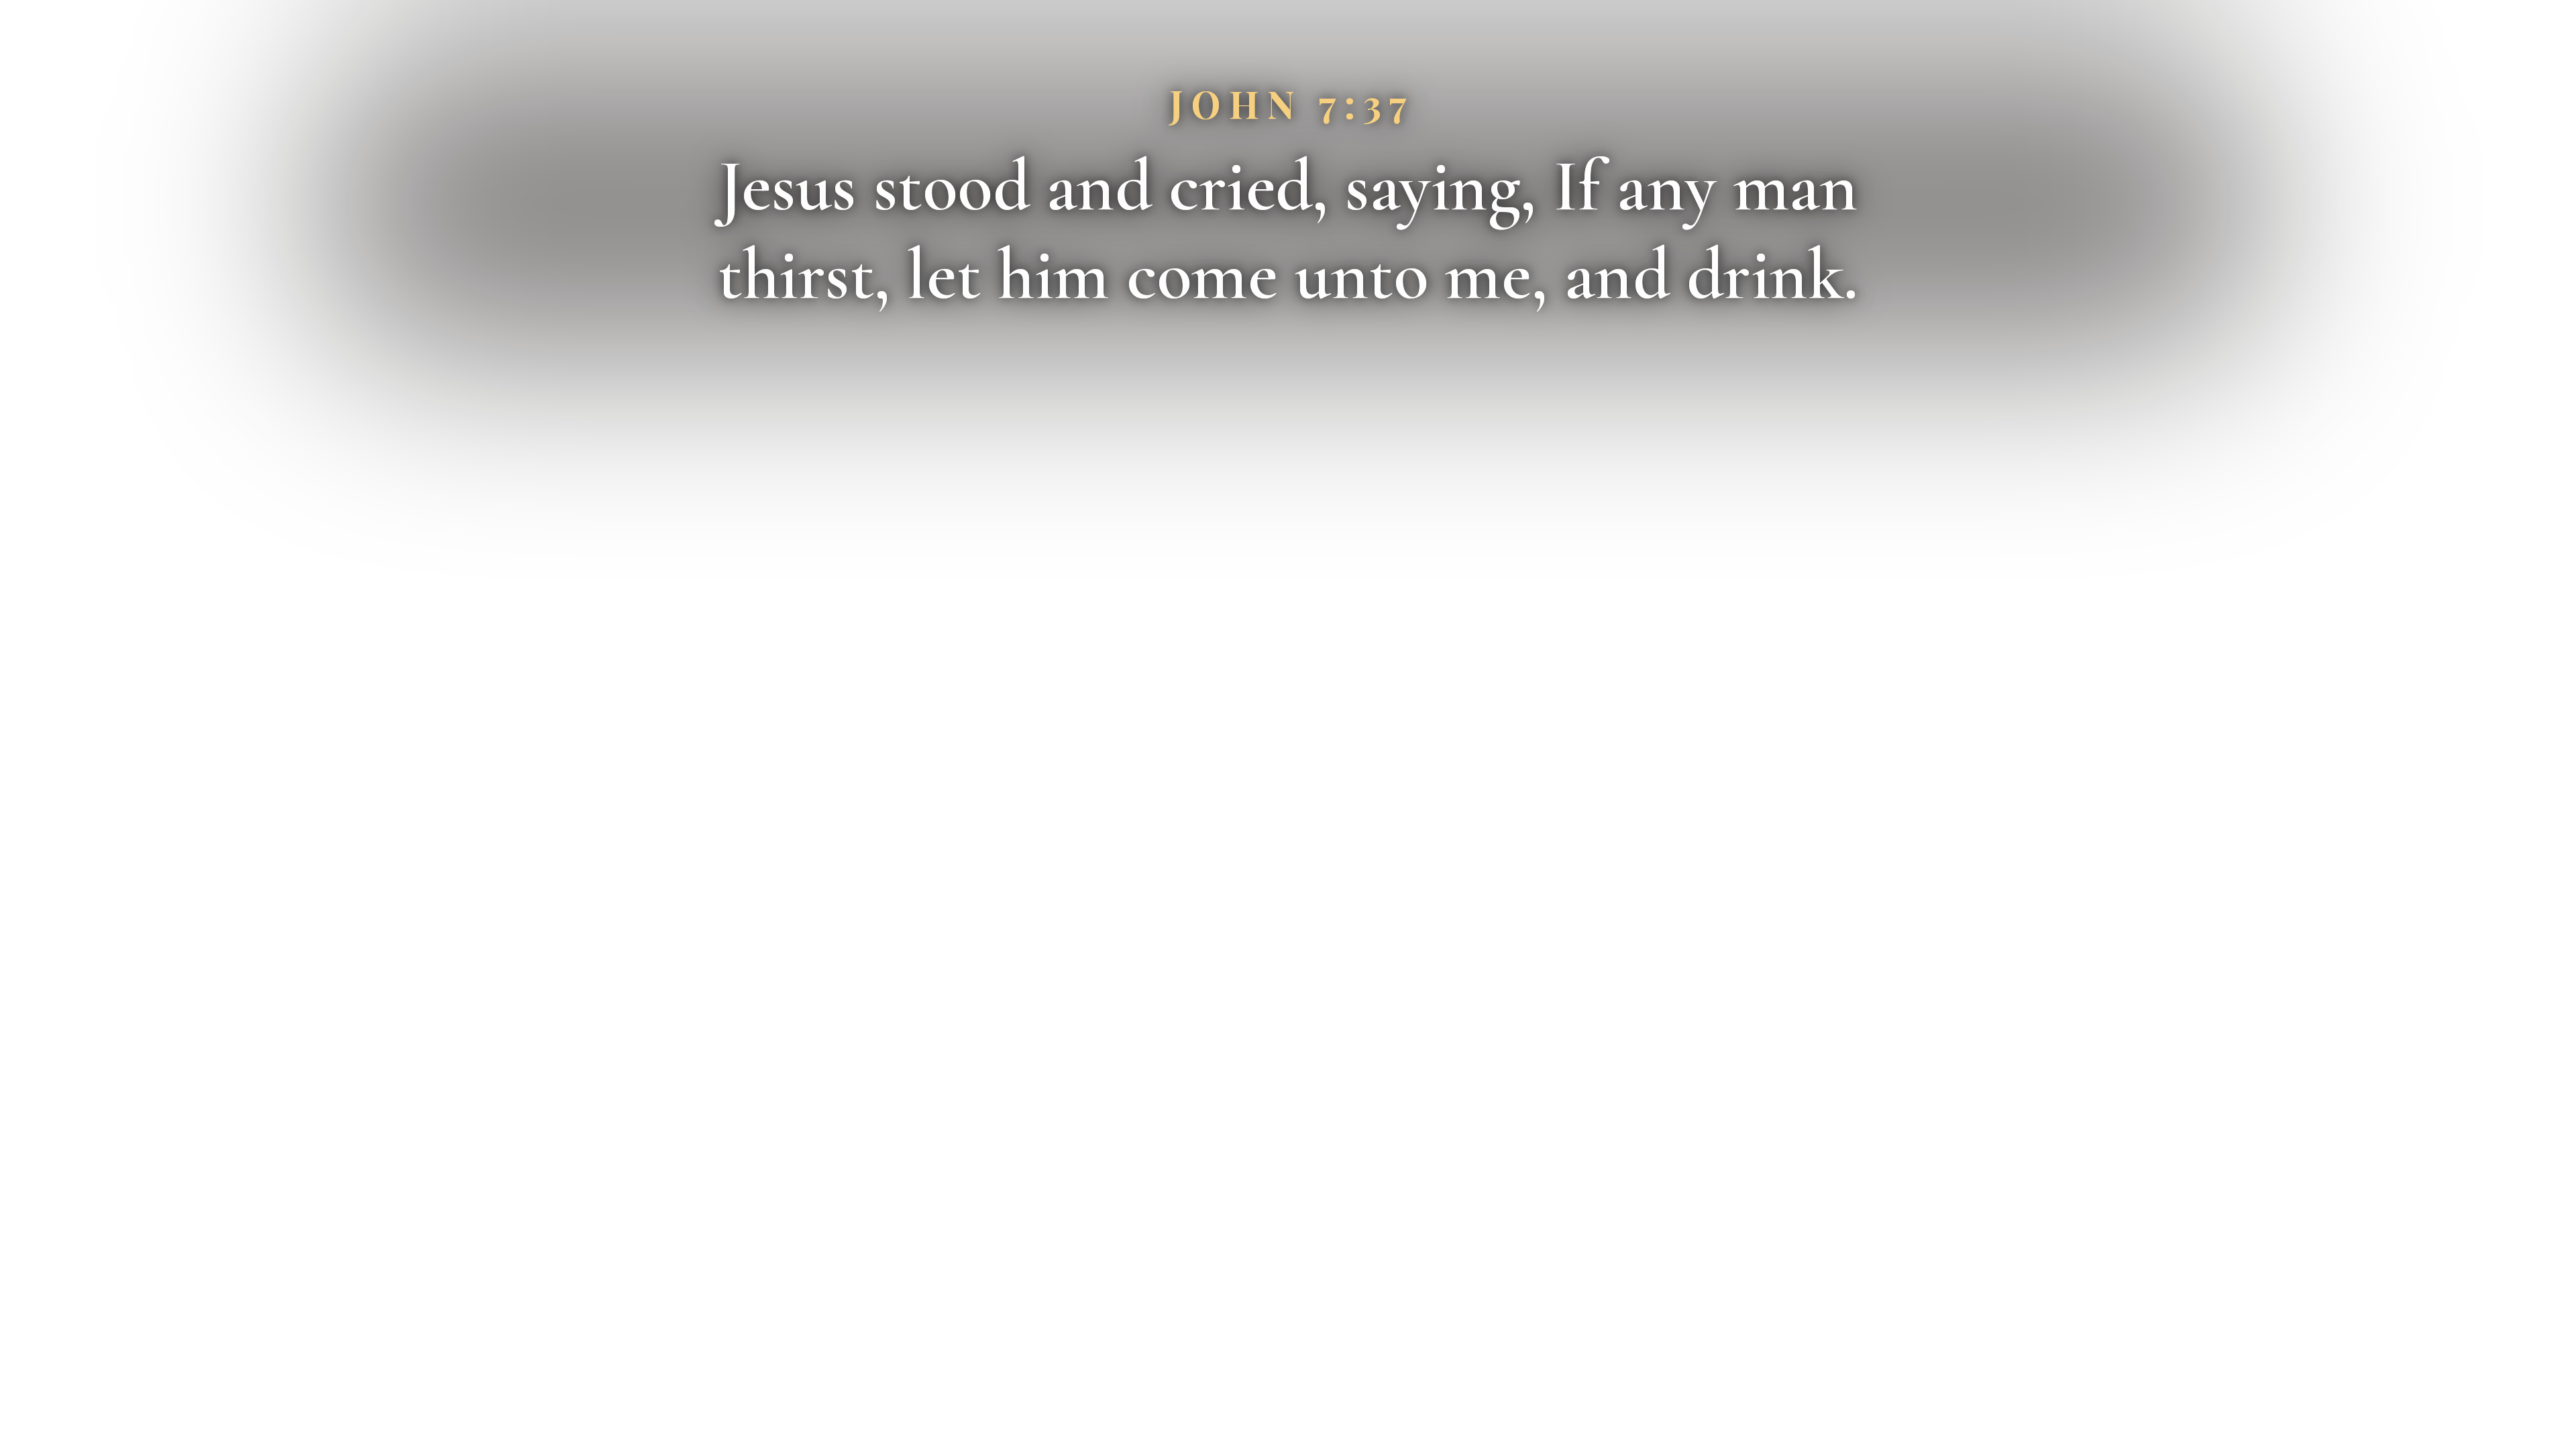 JOHN 7:37
Jesus stood and cried, saying, If any man
thirst, let him come unto me, and drink.